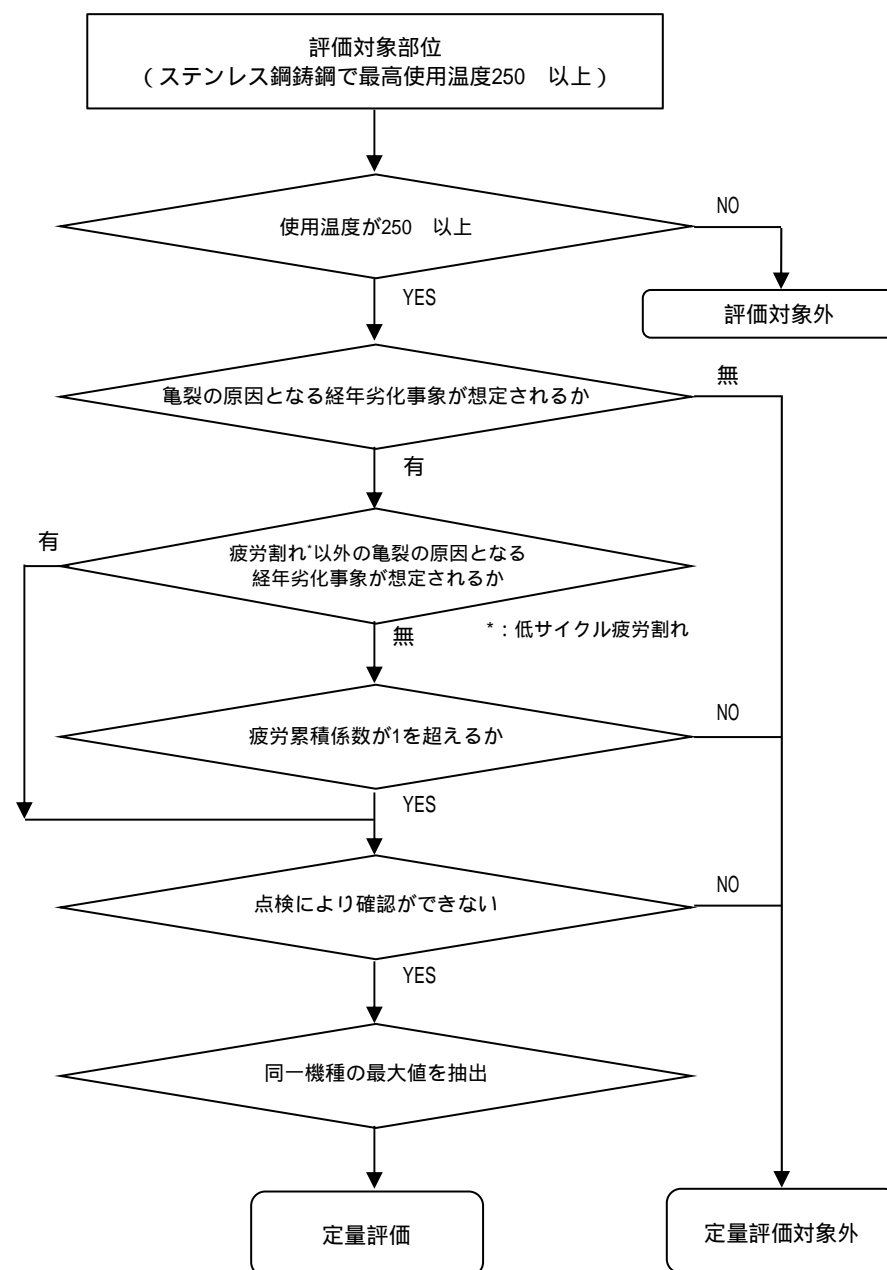 評価対象部位
（ステンレス鋼鋳鋼で最高使用温度250　以上）
使用温度が250　以上
NO
YES
評価対象外
亀裂の原因となる経年劣化事象が想定されるか
無
有
有
疲労割れ*以外の亀裂の原因となる
経年劣化事象が想定されるか
*：低サイクル疲労割れ
無
疲労累積係数が1を超えるか
NO
YES
点検により確認ができない
NO
YES
同一機種の最大値を抽出
定量評価
定量評価対象外